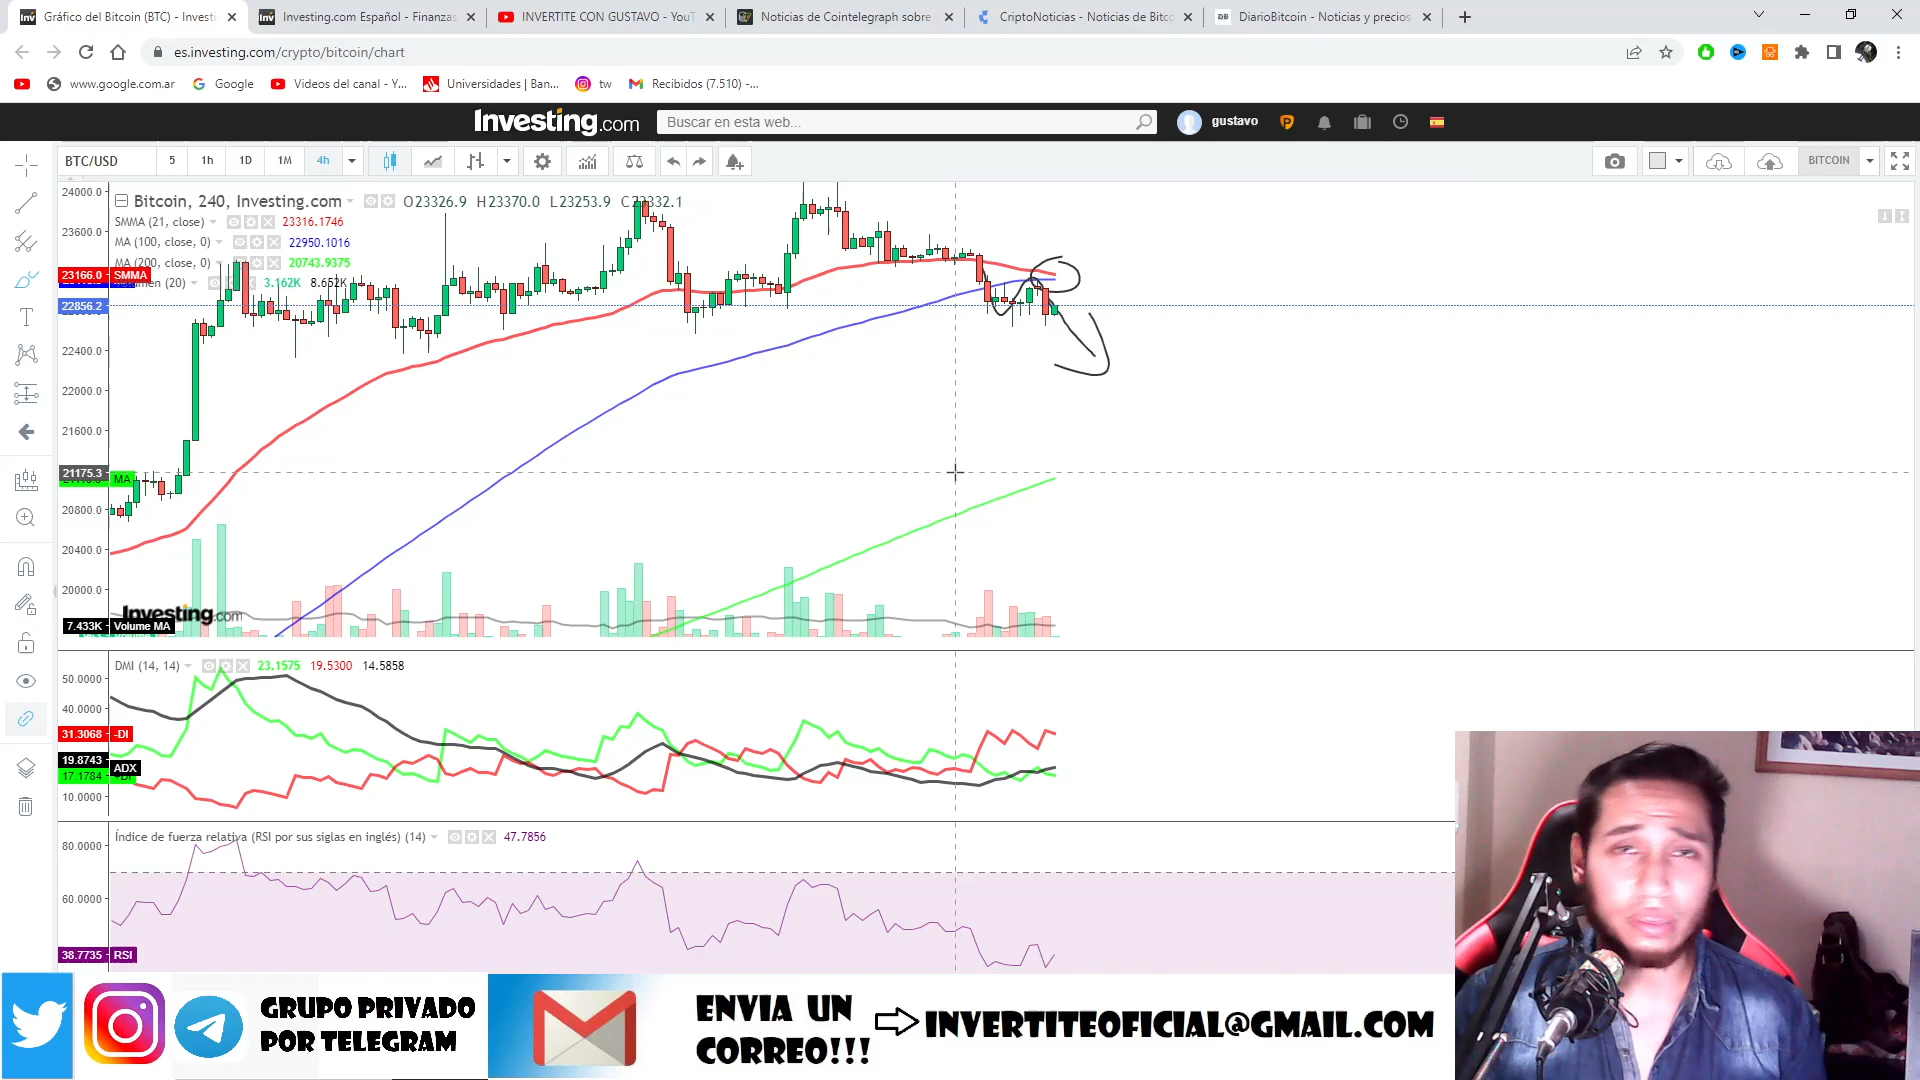 Gráfico del Bitcoin (BTC) - Investi
Investing.com Español - Finanzas
INVERTITE CON GUSTAVO - YouT
Noticias de Cointelegraph sobre
CriptoNoticias - Noticias de Bitco
DiarioBitcoin - Noticias y precios
es.investing.com/crypto/bitcoin/chart
www.google.com.ar
Google
Videos del canal - Y...
Universidades | Ban...
tw
Recibidos (7.510) -...
Investing.com
Buscar en esta web...
gustavo
BTC/USD
5
1h
1D
1M
4h
BITCOIN
Bitcoin, 240, Investing.com
O23326.9 H23370.0 L23253.9 C23332.1
SMMA (21, close) 23316.1746
MA (100, close, 0) 22950.1016
MA (200, close, 0) 20743.9375
(20) 3.162K 8.652K
24000.0
23600.0
23166.0 SMMA
22856.2
22400.0
22000.0
21600.0
21175.3 MA
20800.0
20400.0
20000.0
Investing.com
7.433K Volume MA
DMI (14, 14) 23.1575 19.5300 14.5858
50.0000
40.0000
31.3068 -DI
19.8743 ADX
17.1784
10.0000
Índice de fuerza relativa (RSI por sus siglas en inglés) (14) 47.7856
80.0000
60.0000
38.7735 RSI
GRUPO PRIVADO
POR TELEGRAM
ENVIA UN
CORREO!!!
INVERTITEOFICIAL@GMAIL.COM